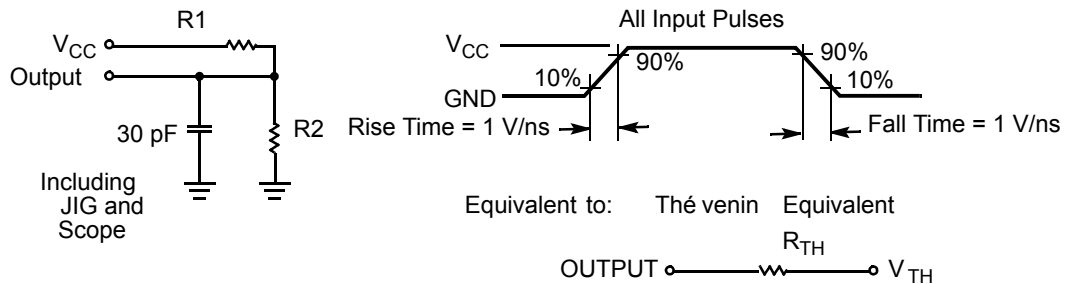 R1
VCC
Output
30 pF
R2
Including
JIG and
Scope
All Input Pulses
VCC
90%
90%
10%
10%
GND
Rise Time = 1 V/ns
Fall Time = 1 V/ns
Equivalent to: Thé venin Equivalent
RTH
OUTPUT
VTH